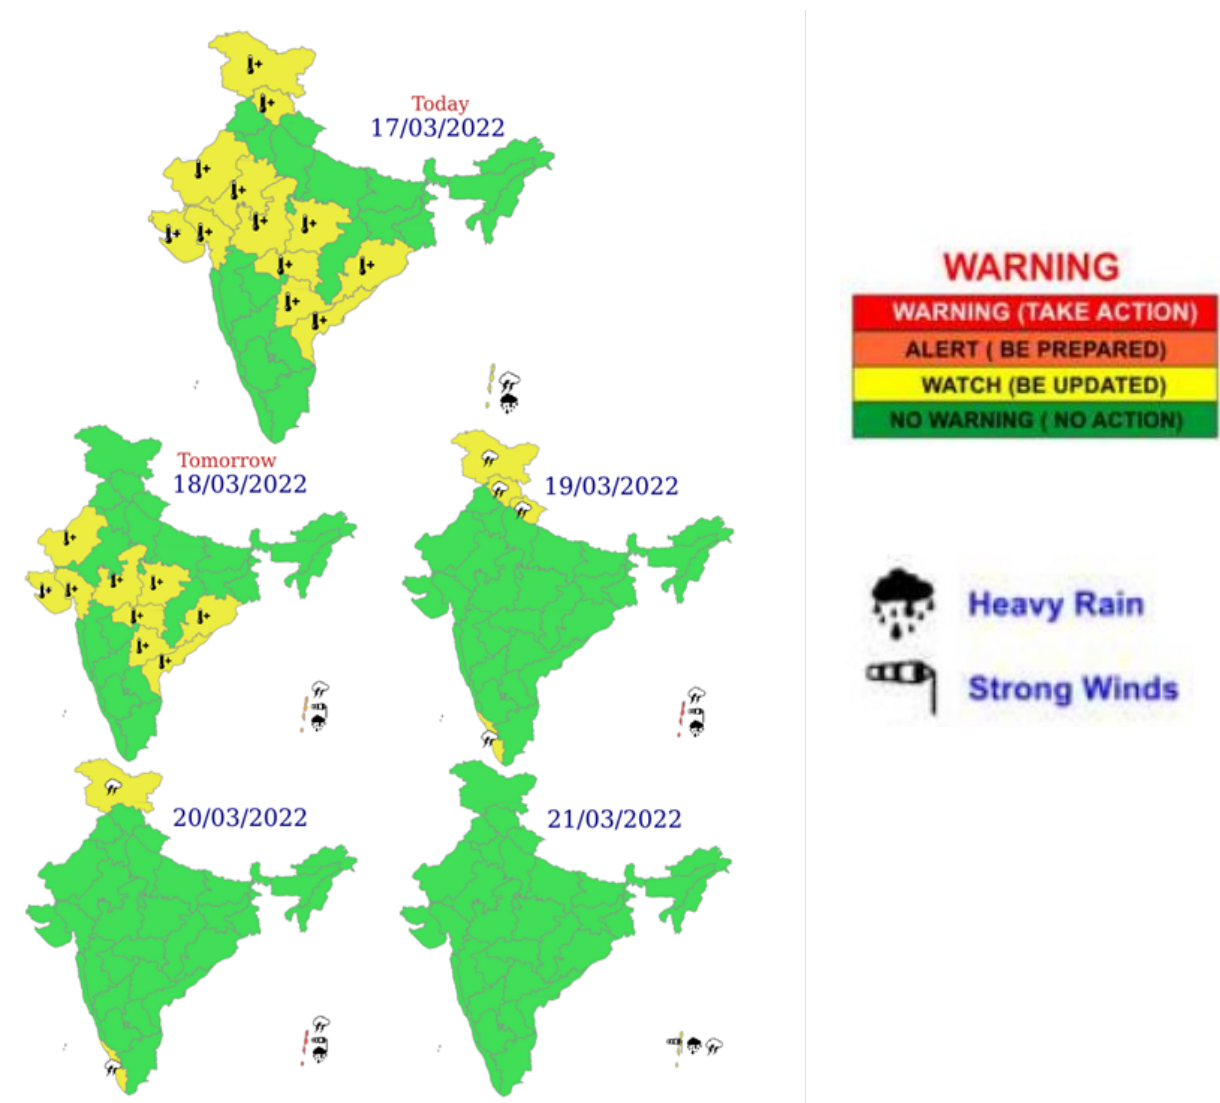 Today
17/03/2022
Tomorrow
18/03/2022
19/03/2022
20/03/2022
21/03/2022
WARNING
WARNING (TAKE ACTION)
ALERT ( BE PREPARED)
WATCH (BE UPDATED)
NO WARNING ( NO ACTION)
Heavy Rain
Strong Winds